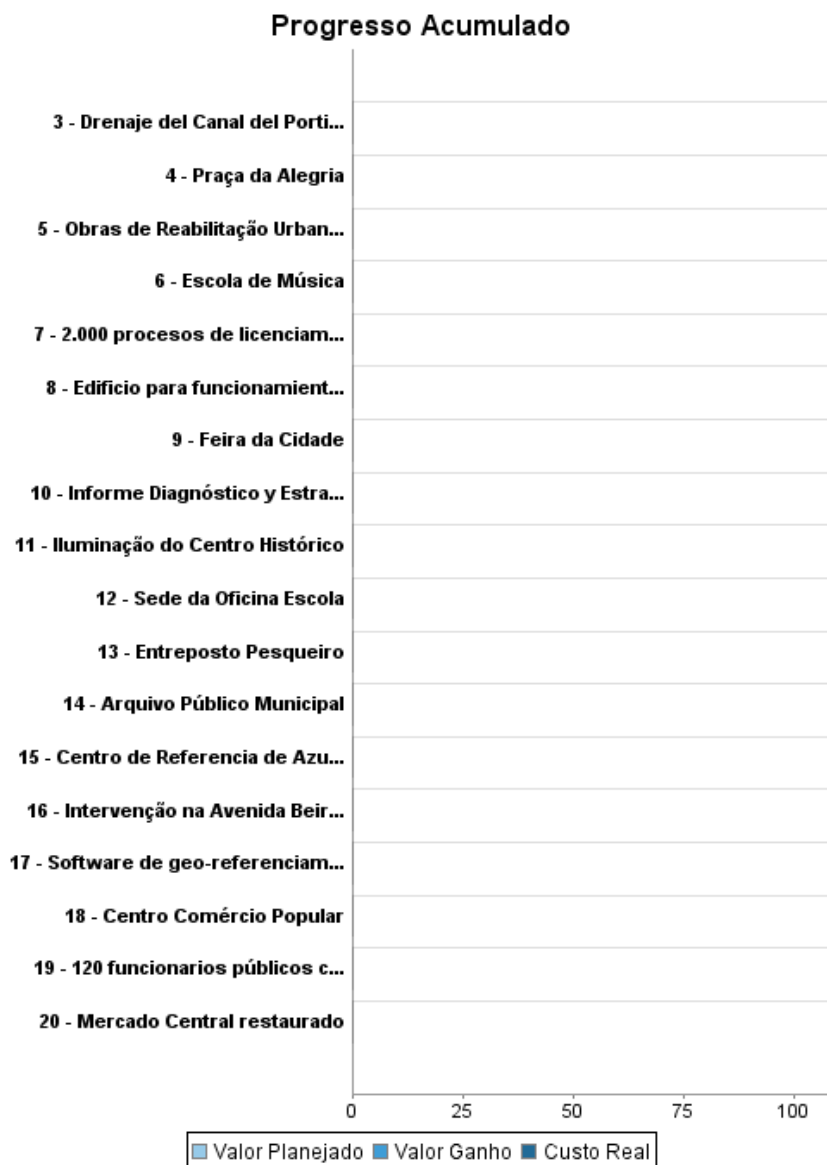 Progresso Acumulado
3 - Drenaje del Canal del Porti...
4 - Praça da Alegria
5 - Obras de Reabilitação Urban...
6 - Escola de Música
7 - 2.000 procesos de licenciam...
8 - Edificio para funcionamient...
9 - Feira da Cidade
10 - Informe Diagnóstico y Estra...
11 - Iluminação do Centro Histórico
12 - Sede da Oficina Escola
13 - Entreposto Pesqueiro
14 - Arquivo Público Municipal
15 - Centro de Referencia de Azu...
16 - Intervenção na Avenida Beir...
17 - Software de geo-referenciam...
18 - Centro Comércio Popular
19 - 120 funcionarios públicos c...
20 - Mercado Central restaurado
0 25 50 75 100
Valor Planejado Valor Ganho Custo Real